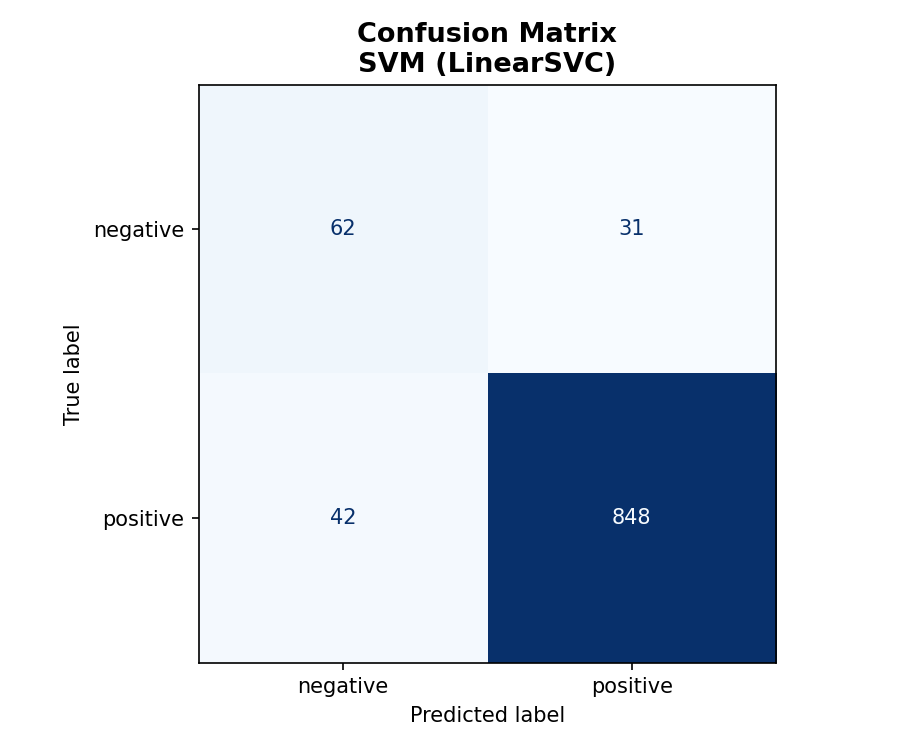 Confusion Matrix
SVM (LinearSVC)
negative
62
31
True label
positive
42
848
negative
positive
Predicted label